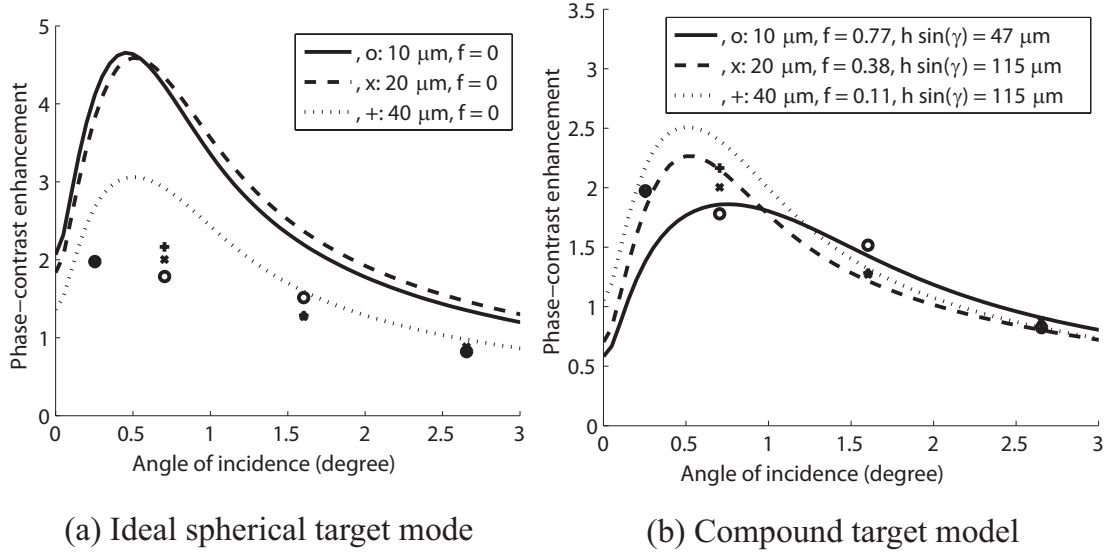 5
4
3
2
1
0
Phase−contrast enhancement
0 0.5 1 1.5 2 2.5 3
Angle of incidence (degree)
, o: 10 μm, f = 0
, x: 20 μm, f = 0
, +: 40 μm, f = 0
(a) Ideal spherical target mode
3.5
3
2.5
2
1.5
1
0.5
0
Phase−contrast enhancement
0 0.5 1 1.5 2 2.5 3
Angle of incidence (degree)
, o: 10 μm, f = 0.77, h sin(γ) = 47 μm
, x: 20 μm, f = 0.38, h sin(γ) = 115 μm
, +: 40 μm, f = 0.11, h sin(γ) = 115 μm
(b) Compound target model